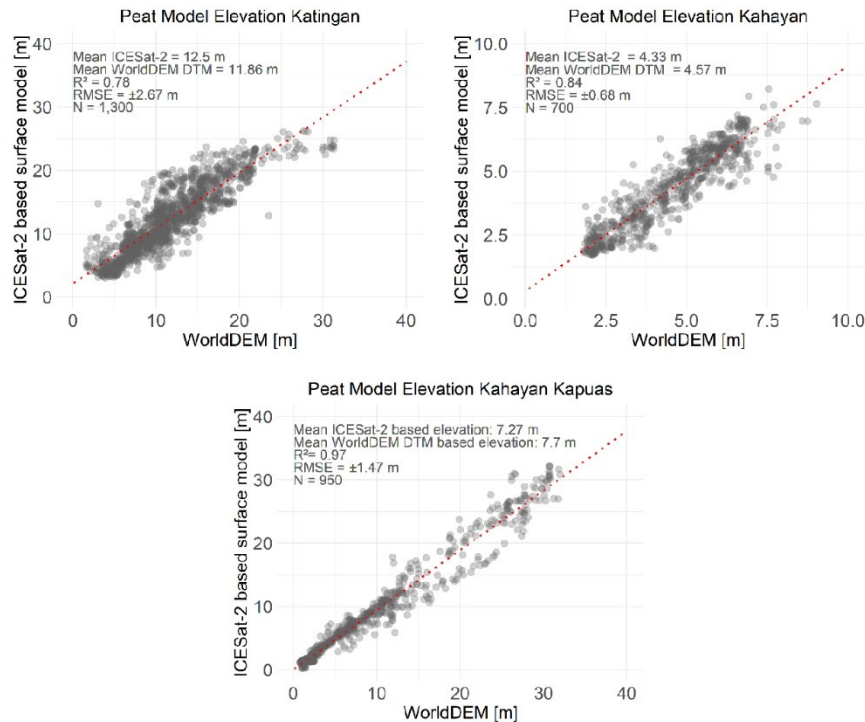 Peat Model Elevation Katingan
ICESat-2 based surface model [m]
40
30
20
10
0
Mean ICESat-2 = 12.5 m
Mean WorldDEM DTM = 11.86 m
R² = 0.78
RMSE = ±2.67 m
N = 1,300
0 10 20 30 40
WorldDEM [m]
Peat Model Elevation Kahayan
ICESat-2 based surface model [m]
10.0
7.5
5.0
2.5
0.0
Mean ICESat-2 = 4.33 m
Mean WorldDEM DTM = 4.57 m
R² = 0.84
RMSE = ±0.68 m
N = 700
0.0 2.5 5.0 7.5 10.0
WorldDEM [m]
Peat Model Elevation Kahayan Kapuas
ICESat-2 based surface model [m]
40
30
20
10
0
Mean ICESat-2 based elevation: 7.27 m
Mean WorldDEM DTM based elevation: 7.7 m
R²= 0.97
RMSE = ±1.47 m
N = 950
0 10 20 30 40
WorldDEM [m]